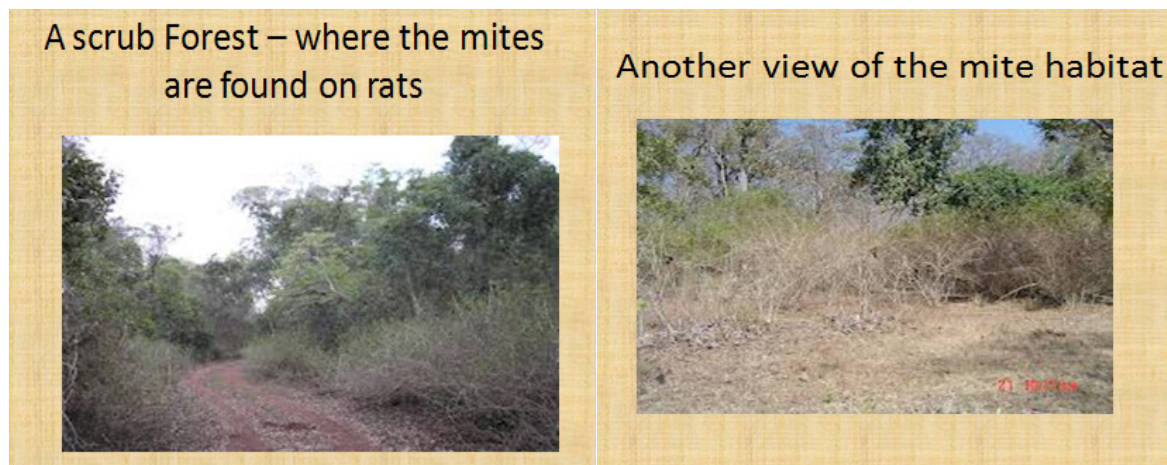 A scrub Forest – where the mites
are found on rats
Another view of the mite habitat